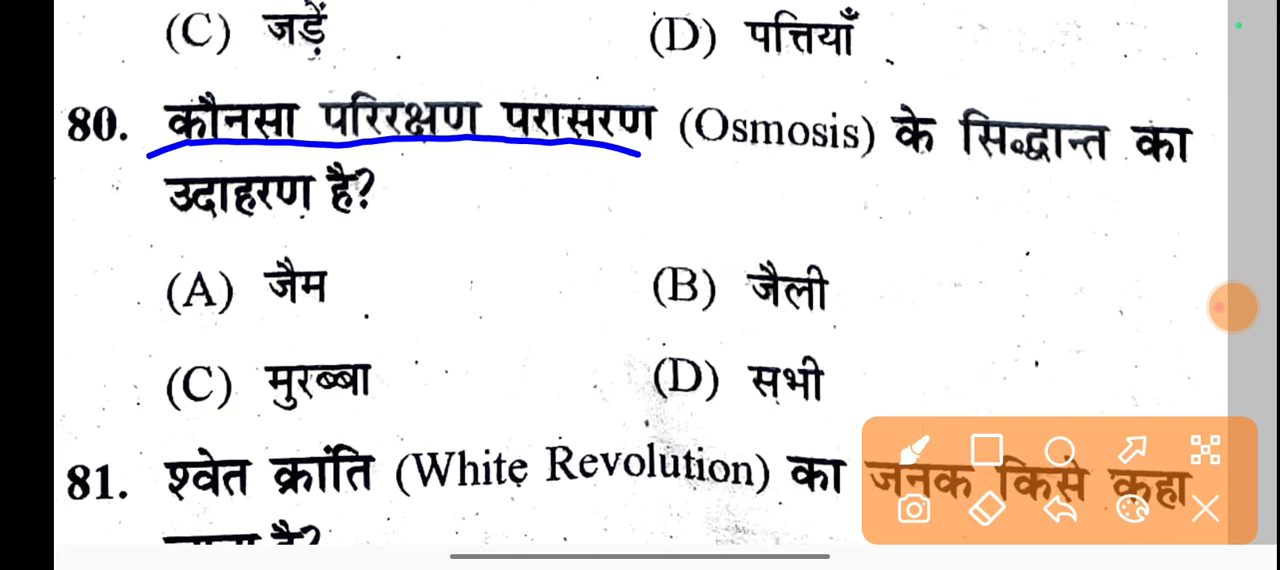 (C) जड़ें (D) पत्तियाँ
80. कौनसा परिरक्षण परासरण (Osmosis) के सिद्धान्त का
उदाहरण है?
(A) जैम (B) जैली
(C) मुरब्बा (D) सभी
81. श्वेत क्रांति (White Revolution) का जनक किसे कहा
है?